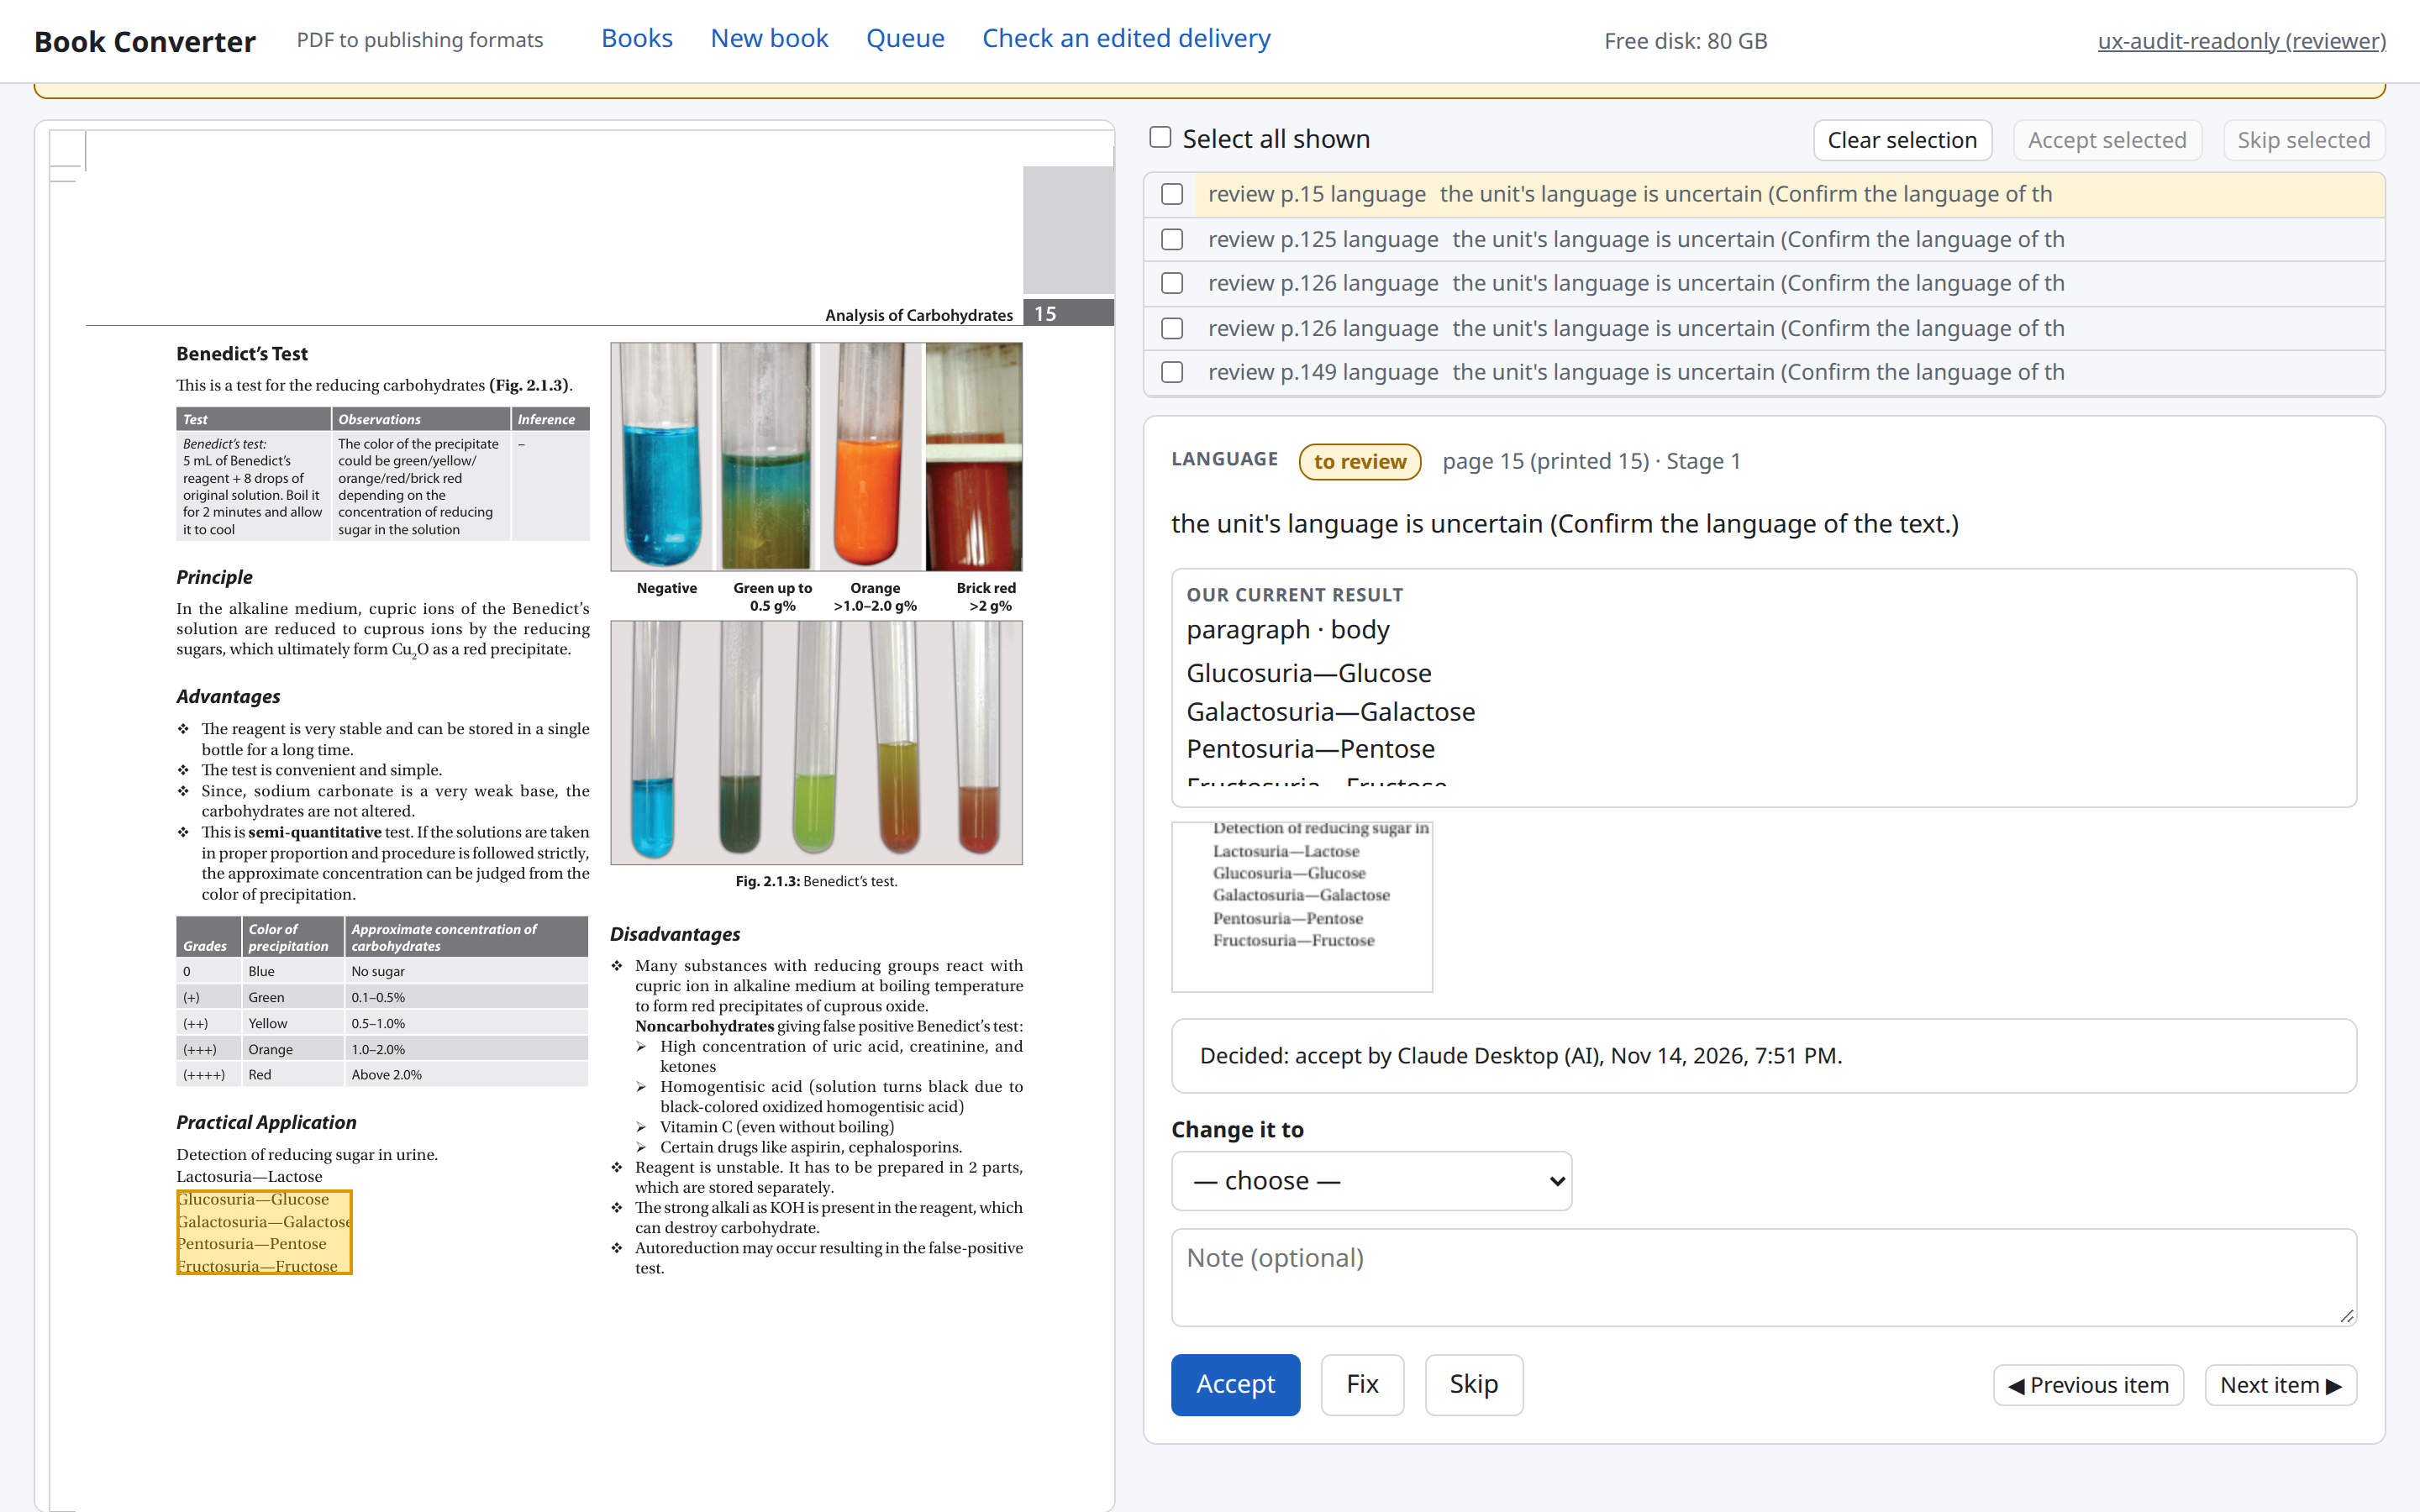 Book Converter
PDF to publishing formats
Books
New book
Queue
Check an edited delivery
Free disk: 80 GB
ux-audit-readonly (reviewer)
Analysis of Carbohydrates 15
Benedict's Test
This is a test for the reducing carbohydrates (Fig. 2.1.3).
Test Observations Inference
Benedict's test: The color of the precipitate –
5 mL of Benedict's could be green/yellow/
reagent + 8 drops of orange/red/brick red
original solution. Boil it depending on the
for 2 minutes and allow concentration of reducing
it to cool sugar in the solution
Principle
In the alkaline medium, cupric ions of the Benedict's
solution are reduced to cuprous ions by the reducing
sugars, which ultimately form Cu₂O as a red precipitate.
Advantages
❖ The reagent is very stable and can be stored in a single
bottle for a long time.
❖ The test is convenient and simple.
❖ Since, sodium carbonate is a very weak base, the
carbohydrates are not altered.
❖ This is semi-quantitative test. If the solutions are taken
in proper proportion and procedure is followed strictly,
the approximate concentration can be judged from the
color of precipitation.
Grades Color of precipitation Approximate concentration of carbohydrates
0 Blue No sugar
(+) Green 0.1–0.5%
(++) Yellow 0.5–1.0%
(+++) Orange 1.0–2.0%
(++++) Red Above 2.0%
Practical Application
Detection of reducing sugar in urine.
Lactosuria—Lactose
Glucosuria—Glucose
Galactosuria—Galactose
Pentosuria—Pentose
Fructosuria—Fructose
Negative
Green up to
0.5 g%
Orange
>1.0–2.0 g%
Brick red
>2 g%
Fig. 2.1.3: Benedict's test.
Disadvantages
❖ Many substances with reducing groups react with
cupric ion in alkaline medium at boiling temperature
to form red precipitates of cuprous oxide.
Noncarbohydrates giving false positive Benedict's test:
➢ High concentration of uric acid, creatinine, and
ketones
➢ Homogentisic acid (solution turns black due to
black-colored oxidized homogentisic acid)
➢ Vitamin C (even without boiling)
➢ Certain drugs like aspirin, cephalosporins.
❖ Reagent is unstable. It has to be prepared in 2 parts,
which are stored separately.
❖ The strong alkali as KOH is present in the reagent, which
can destroy carbohydrate.
❖ Autoreduction may occur resulting in the false-positive
test.
Select all shown
Clear selection
Accept selected
Skip selected
review p.15 language the unit's language is uncertain (Confirm the language of th
review p.125 language the unit's language is uncertain (Confirm the language of th
review p.126 language the unit's language is uncertain (Confirm the language of th
review p.126 language the unit's language is uncertain (Confirm the language of th
review p.149 language the unit's language is uncertain (Confirm the language of th
LANGUAGE to review page 15 (printed 15) · Stage 1
the unit's language is uncertain (Confirm the language of the text.)
OUR CURRENT RESULT
paragraph · body
Glucosuria—Glucose
Galactosuria—Galactose
Pentosuria—Pentose
Fructosuria—Fructose
Detection of reducing sugar in
Lactosuria—Lactose
Glucosuria—Glucose
Galactosuria—Galactose
Pentosuria—Pentose
Fructosuria—Fructose
Decided: accept by Claude Desktop (AI), Nov 14, 2026, 7:51 PM.
Change it to
— choose —
Note (optional)
Accept
Fix
Skip
◀ Previous item
Next item ▶